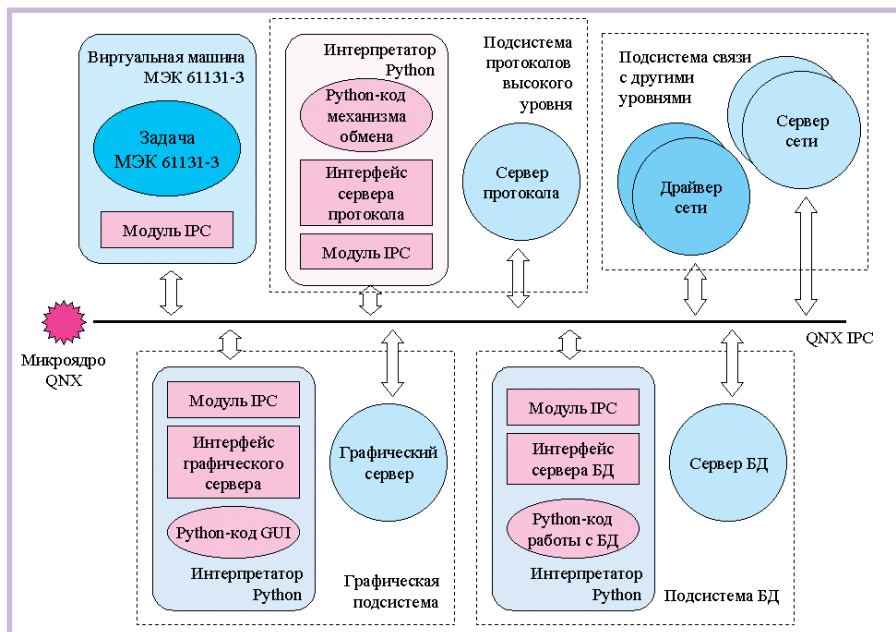 Виртуальная машина
МЭК 61131-3
Задача
МЭК 61131-3
Модуль IPC
Интерпретатор
Python
Python-код
механизма
обмена
Интерфейс
сервера
протокола
Модуль IPC
Подсистема
протоколов
высокого
уровня
Сервер
протокола
Подсистема связи
с другими
уровнями
Сервер
сети
Драйвер
сети
Микроядро
QNX
QNX IPC
Модуль IPC
Интерфейс
графического
сервера
Python-код GUI
Интерпретатор
Python
Графический
сервер
Графическая
подсистема
Модуль IPC
Интерфейс
сервера БД
Python-код
работы с БД
Интерпретатор
Python
Сервер БД
Подсистема БД